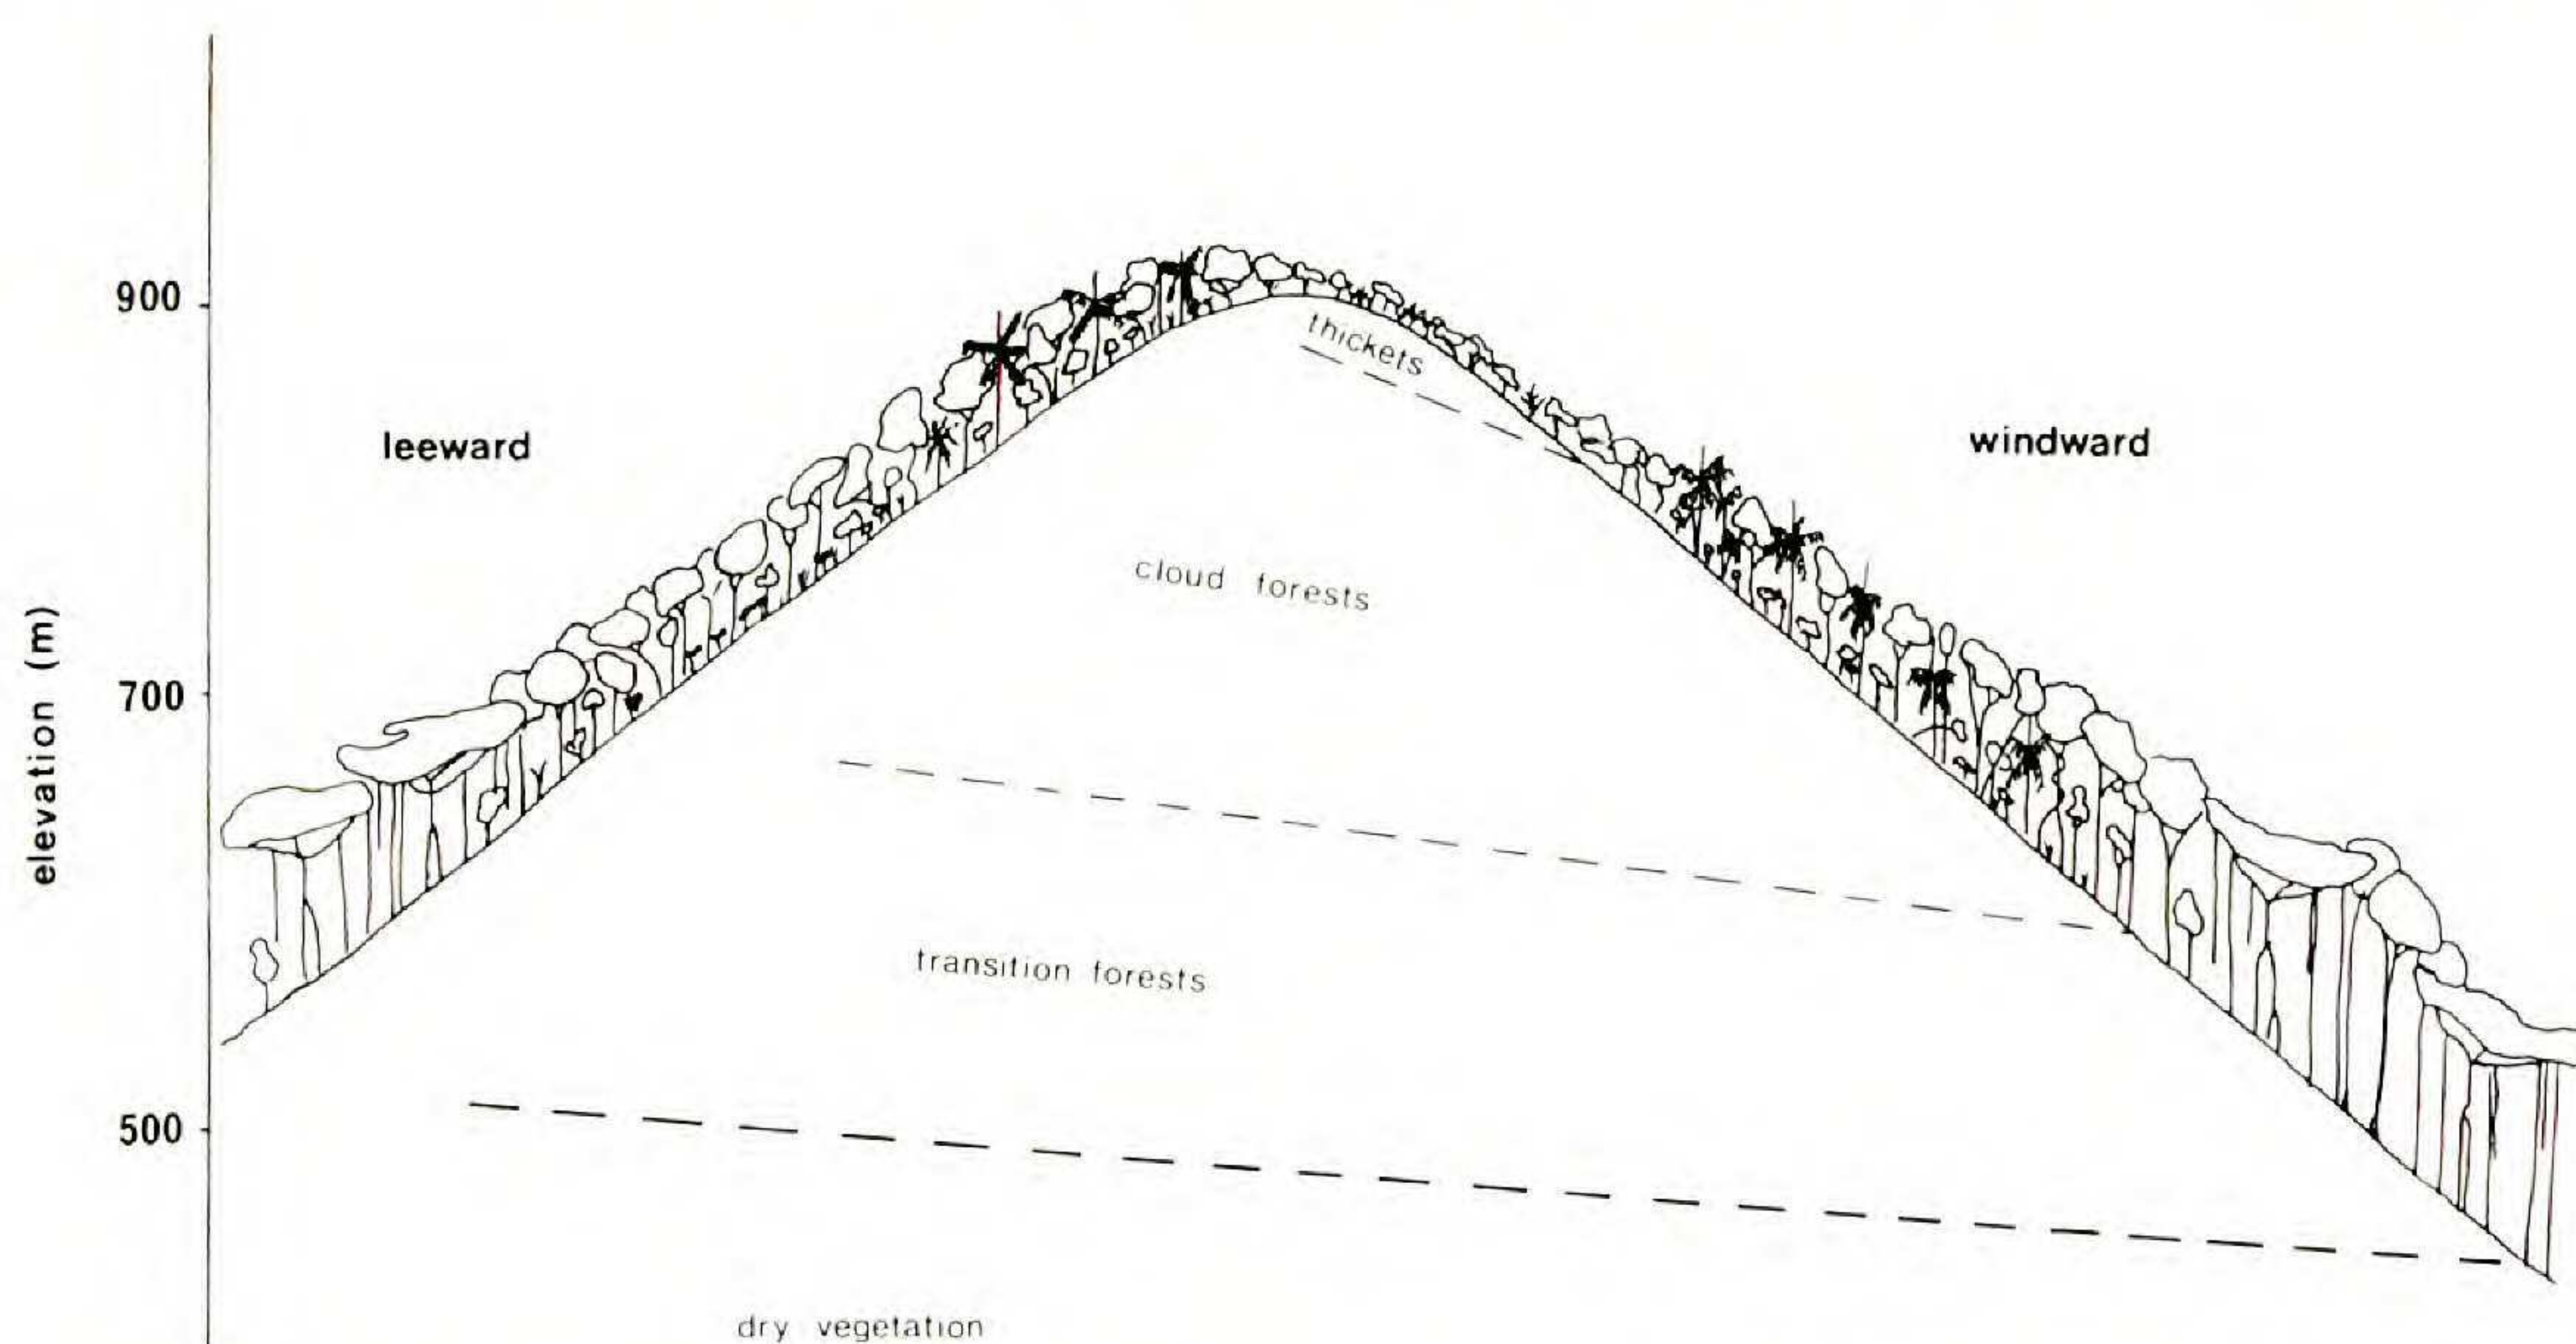 900
thickets
leeward
windward
cloud forests
elevation (m)
700
transition forests
500
dry vegetation